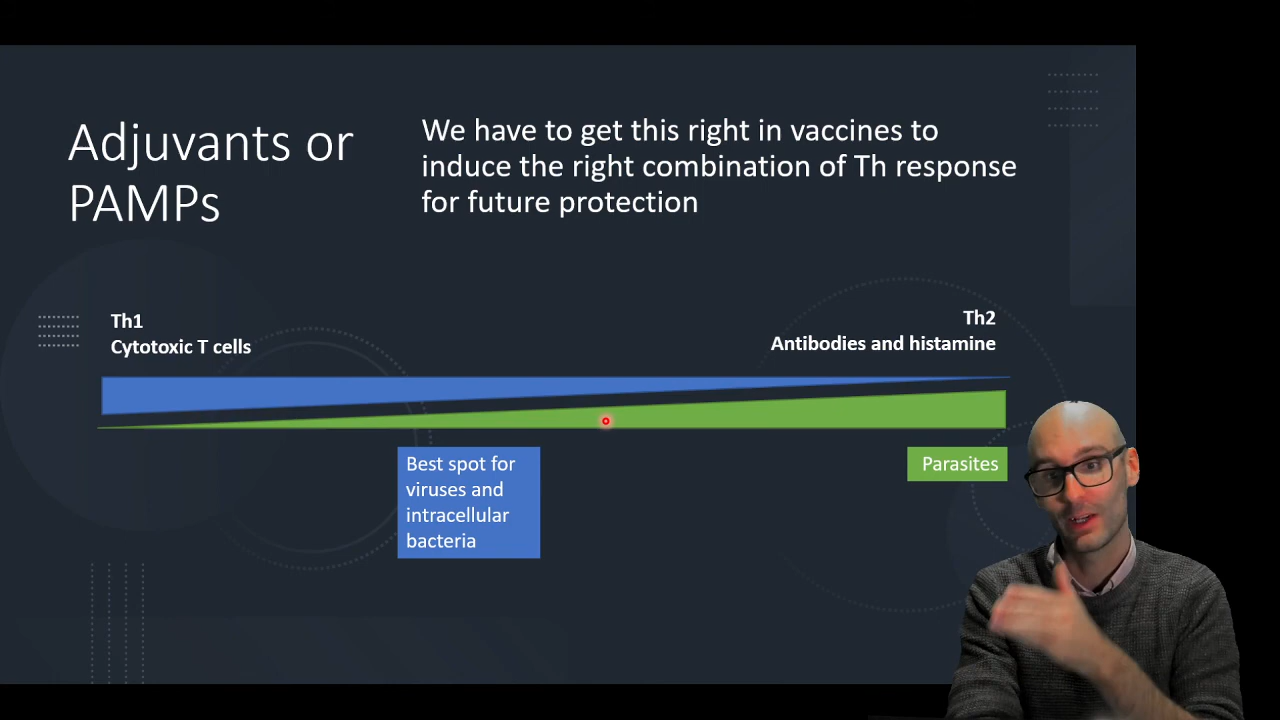 Adjuvants or
PAMPs
We have to get this right in vaccines to
induce the right combination of Th response
for future protection
Th1
Cytotoxic T cells
Th2
Antibodies and histamine
Best spot for
viruses and
intracellular
bacteria
Parasites